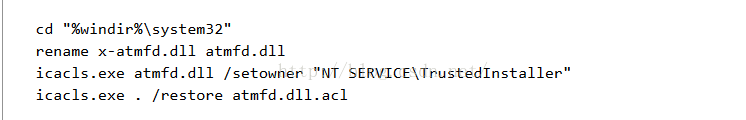 cd "%windir%\system32"
rename x-atmfd.dll atmfd.dll
icacls.exe atmfd.dll /setowner "NT SERVICE\TrustedInstaller"
icacls.exe . /restore atmfd.dll.acl